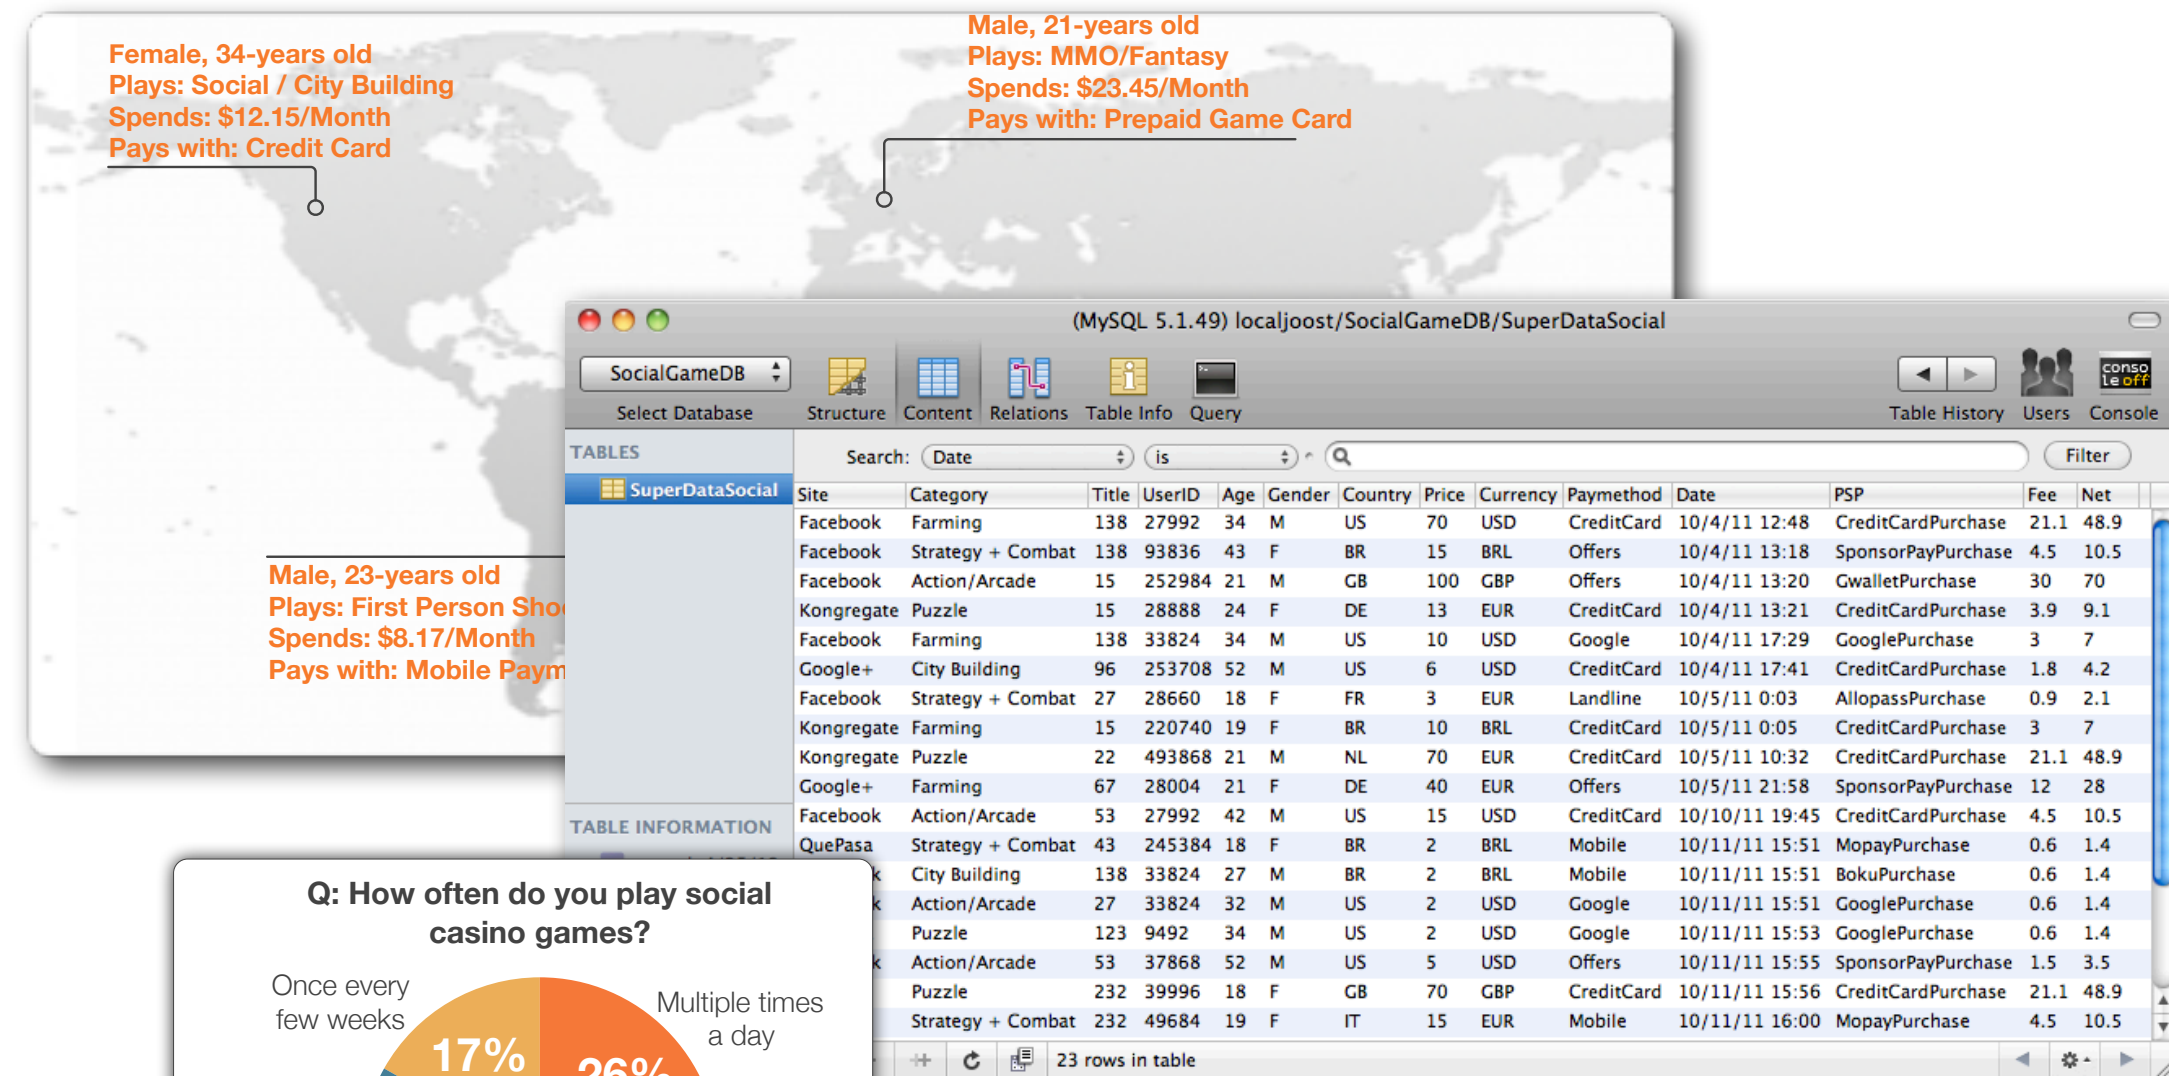 Female, 34-years old
Plays: Social / City Building
Spends: $12.15/Month
Pays with: Credit Card
Male, 21-years old
Plays: MMO/Fantasy
Spends: $23.45/Month
Pays with: Prepaid Game Card
Male, 23-years old
Plays: First Person
Spends: $8.17/Month
Pays with: Mobile
(MySQL 5.1.49) localjoost/SocialGameDB/SuperDataSocial
SocialGameDB
Select Database Structure Content Relations Table Info Query Table History Users Console
console off
TABLES
SuperDataSocial
TABLE INFORMATION
Search: Date is Filter
Site Category Title UserID Age Gender Country Price Currency Paymethod Date PSP Fee Net
Facebook Farming 138 27992 34 M US 70 USD CreditCard 10/4/11 12:48 CreditCardPurchase 21.1 48.9
Facebook Strategy + Combat 138 93836 43 F BR 15 BRL Offers 10/4/11 13:18 SponsorPayPurchase 4.5 10.5
Facebook Action/Arcade 15 252984 21 M GB 100 GBP Offers 10/4/11 13:20 GwalletPurchase 30 70
Kongregate Puzzle 15 28888 24 F DE 13 EUR CreditCard 10/4/11 13:21 CreditCardPurchase 3.9 9.1
Facebook Farming 138 33824 34 M US 10 USD Google 10/4/11 17:29 GooglePurchase 3 7
Google+ City Building 96 253708 52 M US 6 USD CreditCard 10/4/11 17:41 CreditCardPurchase 1.8 4.2
Facebook Strategy + Combat 27 28660 18 F FR 3 EUR Landline 10/5/11 0:03 AllopassPurchase 0.9 2.1
Kongregate Farming 15 220740 19 F BR 10 BRL CreditCard 10/5/11 0:05 CreditCardPurchase 3 7
Kongregate Puzzle 22 493868 21 M NL 70 EUR CreditCard 10/5/11 10:32 CreditCardPurchase 21.1 48.9
Google+ Farming 67 28004 21 F DE 40 EUR Offers 10/5/11 21:58 SponsorPayPurchase 12 28
Facebook Action/Arcade 53 27992 42 M US 15 USD CreditCard 10/10/11 19:45 CreditCardPurchase 4.5 10.5
QuePasa Strategy + Combat 43 245384 18 F BR 2 BRL Mobile 10/11/11 15:51 MopayPurchase 0.6 1.4
City Building 138 33824 27 M BR 2 BRL Mobile 10/11/11 15:51 BokuPurchase 0.6 1.4
Action/Arcade 27 33824 32 M US 2 USD Google 10/11/11 15:51 GooglePurchase 0.6 1.4
Puzzle 123 9492 34 M US 2 USD Google 10/11/11 15:53 GooglePurchase 0.6 1.4
Action/Arcade 53 37868 52 M US 5 USD Offers 10/11/11 15:55 SponsorPayPurchase 1.5 3.5
Puzzle 232 39996 18 F GB 70 GBP CreditCard 10/11/11 15:56 CreditCardPurchase 21.1 48.9
Strategy + Combat 232 49684 19 F IT 15 EUR Mobile 10/11/11 16:00 MopayPurchase 4.5 10.5
23 rows in table
Q: How often do you play social
casino games?
Once every
few weeks
Multiple times
a day
17%
26%